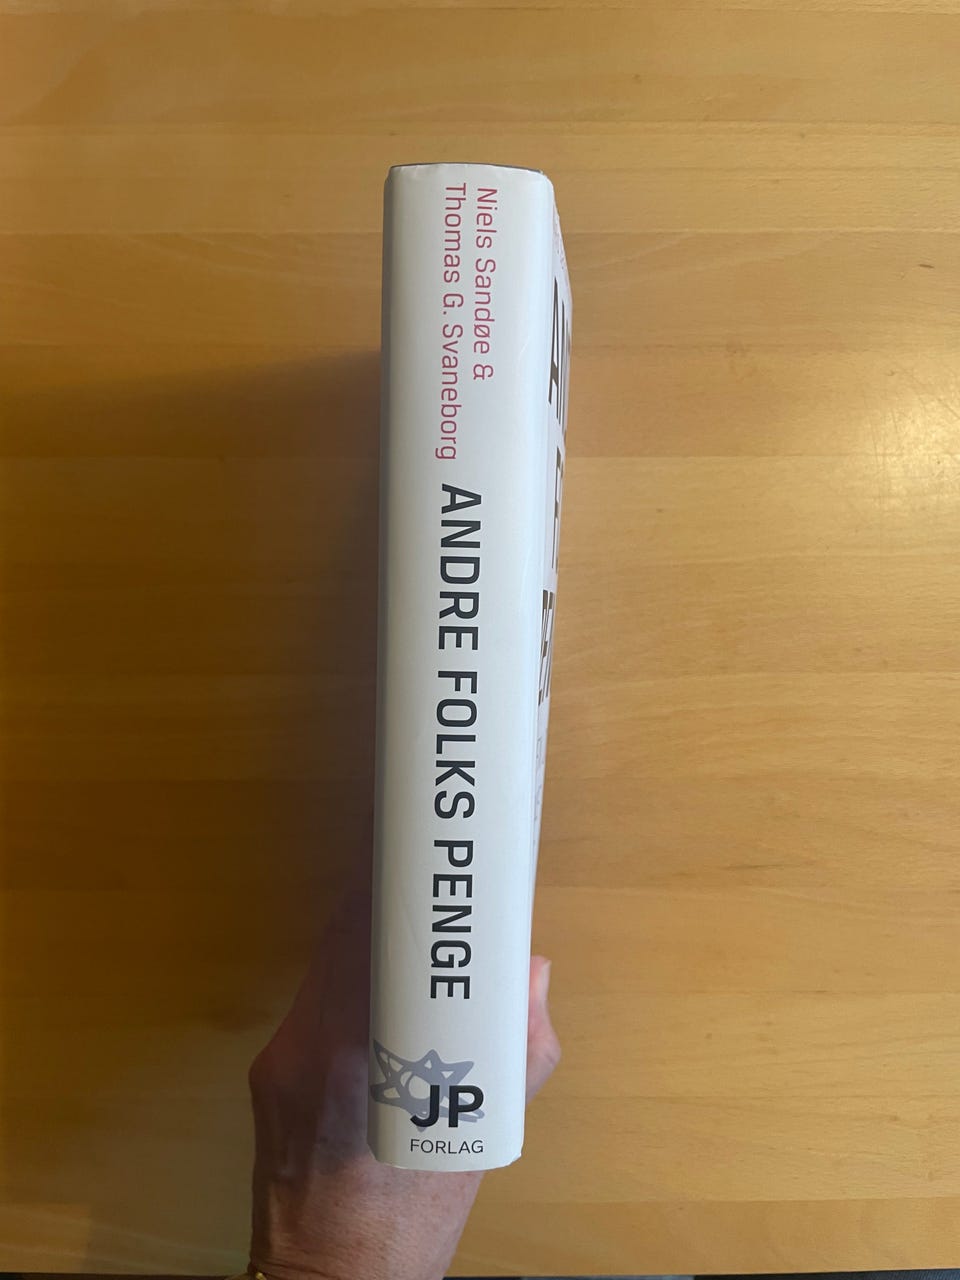 Niels Sandøe &
Thomas G. Svaneborg
ANDRE FOLKS PENGE
JP
FORLAG